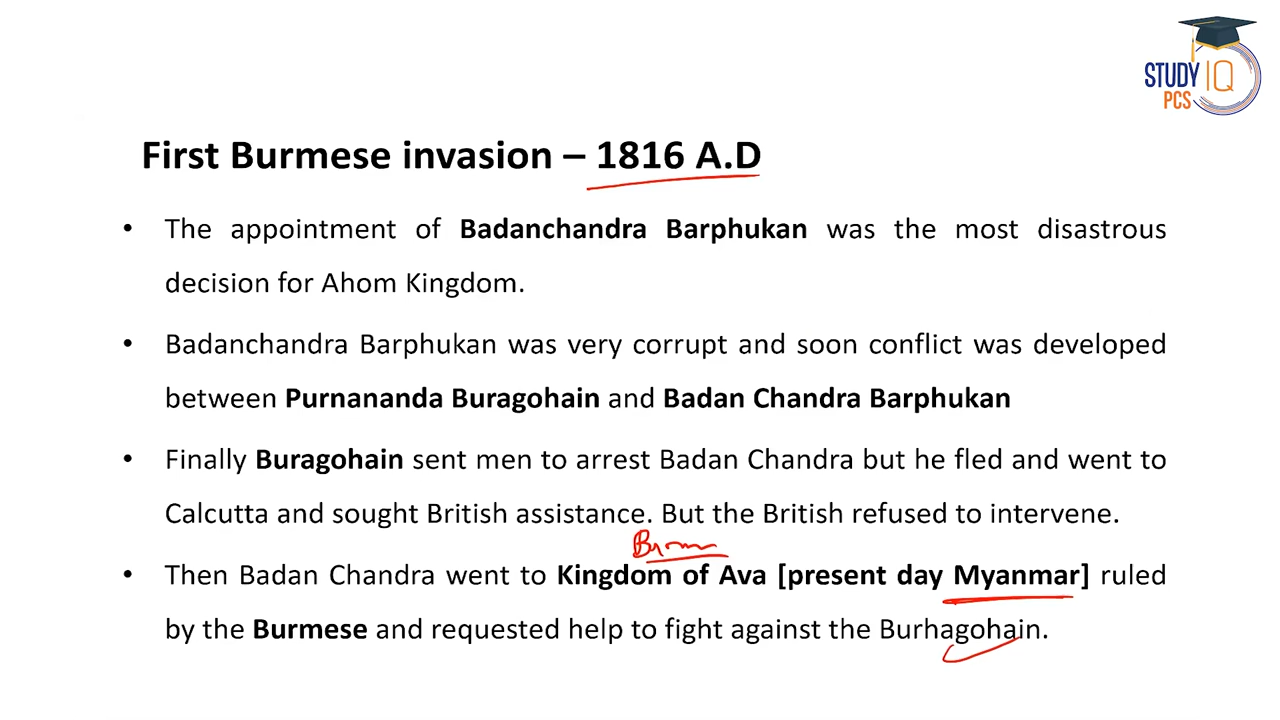 STUDY IQ
PCS
First Burmese invasion – 1816 A.D
• The appointment of Badanchandra Barphukan was the most disastrous
decision for Ahom Kingdom.
• Badanchandra Barphukan was very corrupt and soon conflict was developed
between Purnananda Buragohain and Badan Chandra Barphukan
• Finally Buragohain sent men to arrest Badan Chandra but he fled and went to
Calcutta and sought British assistance. But the British refused to intervene.
• Then Badan Chandra went to Kingdom of Ava [present day Myanmar] ruled
by the Burmese and requested help to fight against the Burhagohain.